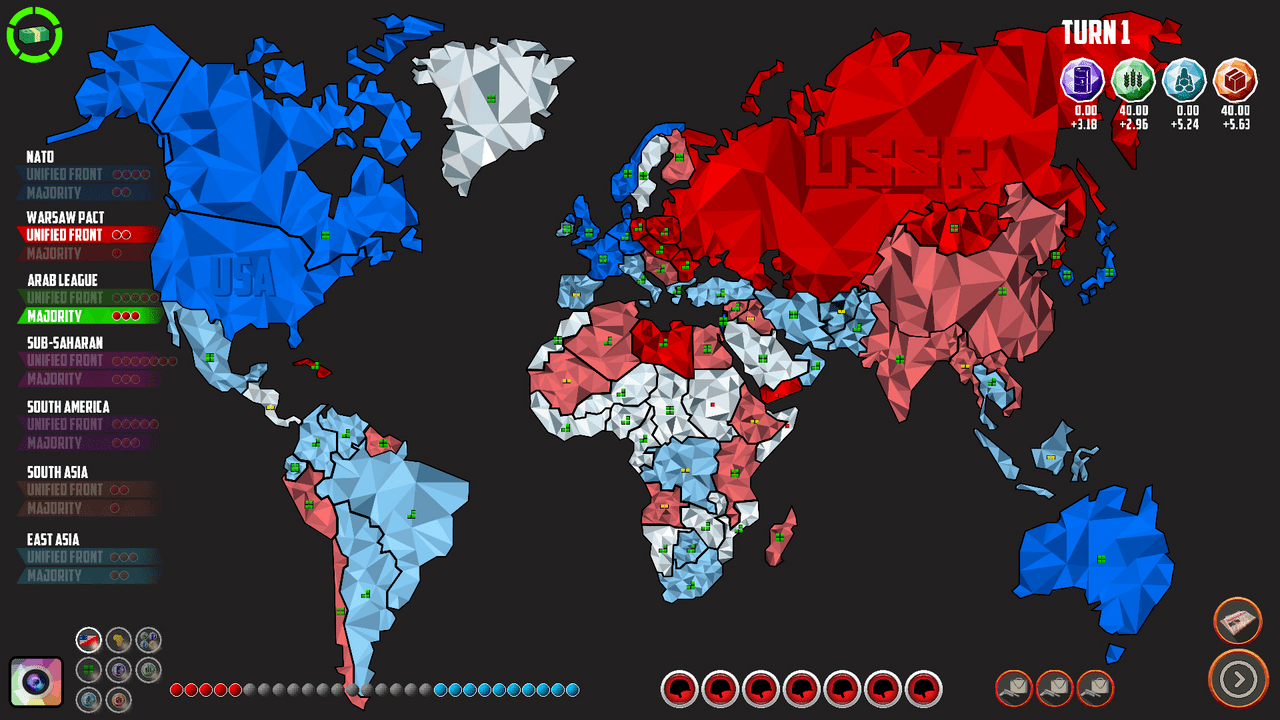 TURN 1
0.00 40.00 0.00 40.00
+3.18 +2.96 +5.24 +5.63
USSR
USA
NATO
UNIFIED FRONT
MAJORITY
WARSAW PACT
UNIFIED FRONT
MAJORITY
ARAB LEAGUE
UNIFIED FRONT
MAJORITY
SUB-SAHARAN
UNIFIED FRONT
MAJORITY
SOUTH AMERICA
UNIFIED FRONT
MAJORITY
SOUTH ASIA
UNIFIED FRONT
MAJORITY
EAST ASIA
UNIFIED FRONT
MAJORITY